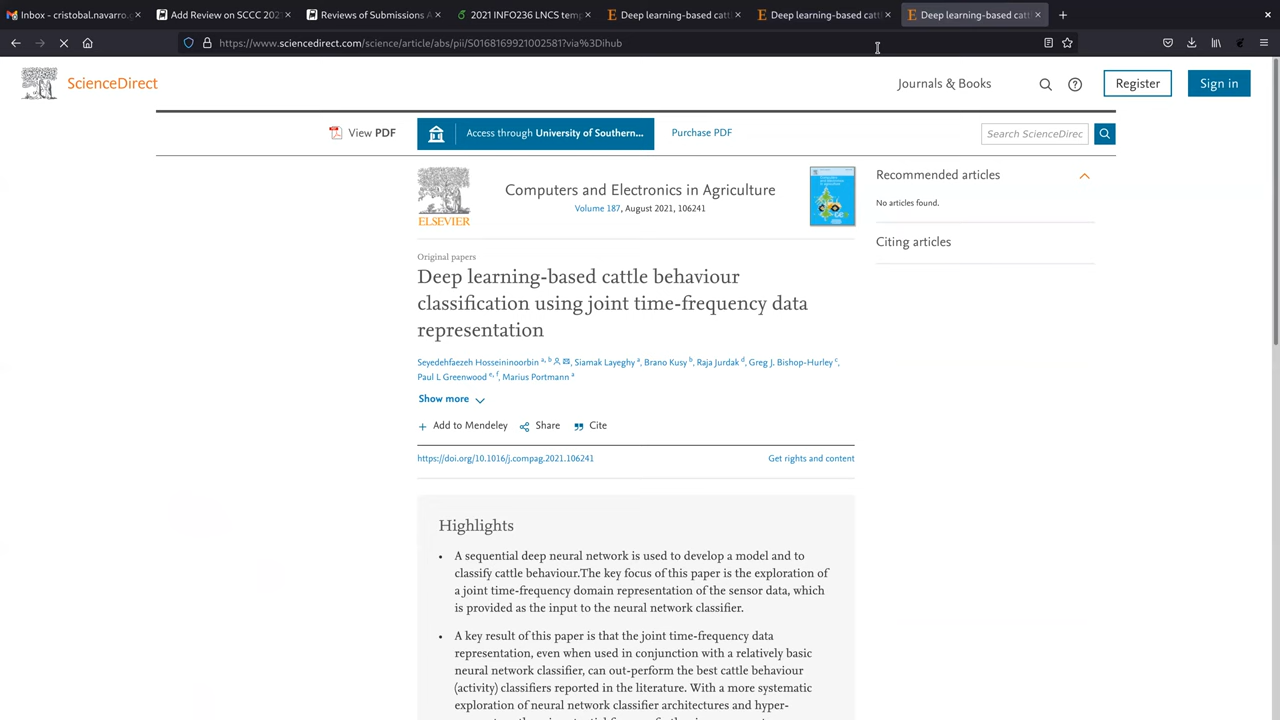 Inbox - cristobal.navarro.g
Add Review on SCCC 202
Reviews of Submissions A
2021 INFO236 LNCS temp
Deep learning-based cattl
Deep learning-based cattl
Deep learning-based cattl
https://www.sciencedirect.com/science/article/abs/pii/S0168169921002581?via%3Dihub
ScienceDirect
Journals & Books
Register
Sign in
View PDF
Access through University of Southern...
Purchase PDF
Search ScienceDirec
ELSEVIER
Computers and Electronics in Agriculture
Volume 187, August 2021, 106241
Recommended articles
No articles found.
Citing articles
Original papers
Deep learning-based cattle behaviour
classification using joint time-frequency data
representation
Seyedehfaezeh Hosseininoorbin a, b, Siamak Layeghy a, Brano Kusy b, Raja Jurdak d, Greg J. Bishop-Hurley c,
Paul L Greenwood e, f, Marius Portmann a
Show more
Add to Mendeley
Share
Cite
https://doi.org/10.1016/j.compag.2021.106241
Get rights and content
Highlights
• A sequential deep neural network is used to develop a model and to
classify cattle behaviour.The key focus of this paper is the exploration of
a joint time-frequency domain representation of the sensor data, which
is provided as the input to the neural network classifier.
• A key result of this paper is that the joint time-frequency data
representation, even when used in conjunction with a relatively basic
neural network classifier, can out-perform the best cattle behaviour
(activity) classifiers reported in the literature. With a more systematic
exploration of neural network classifier architectures and hyper-